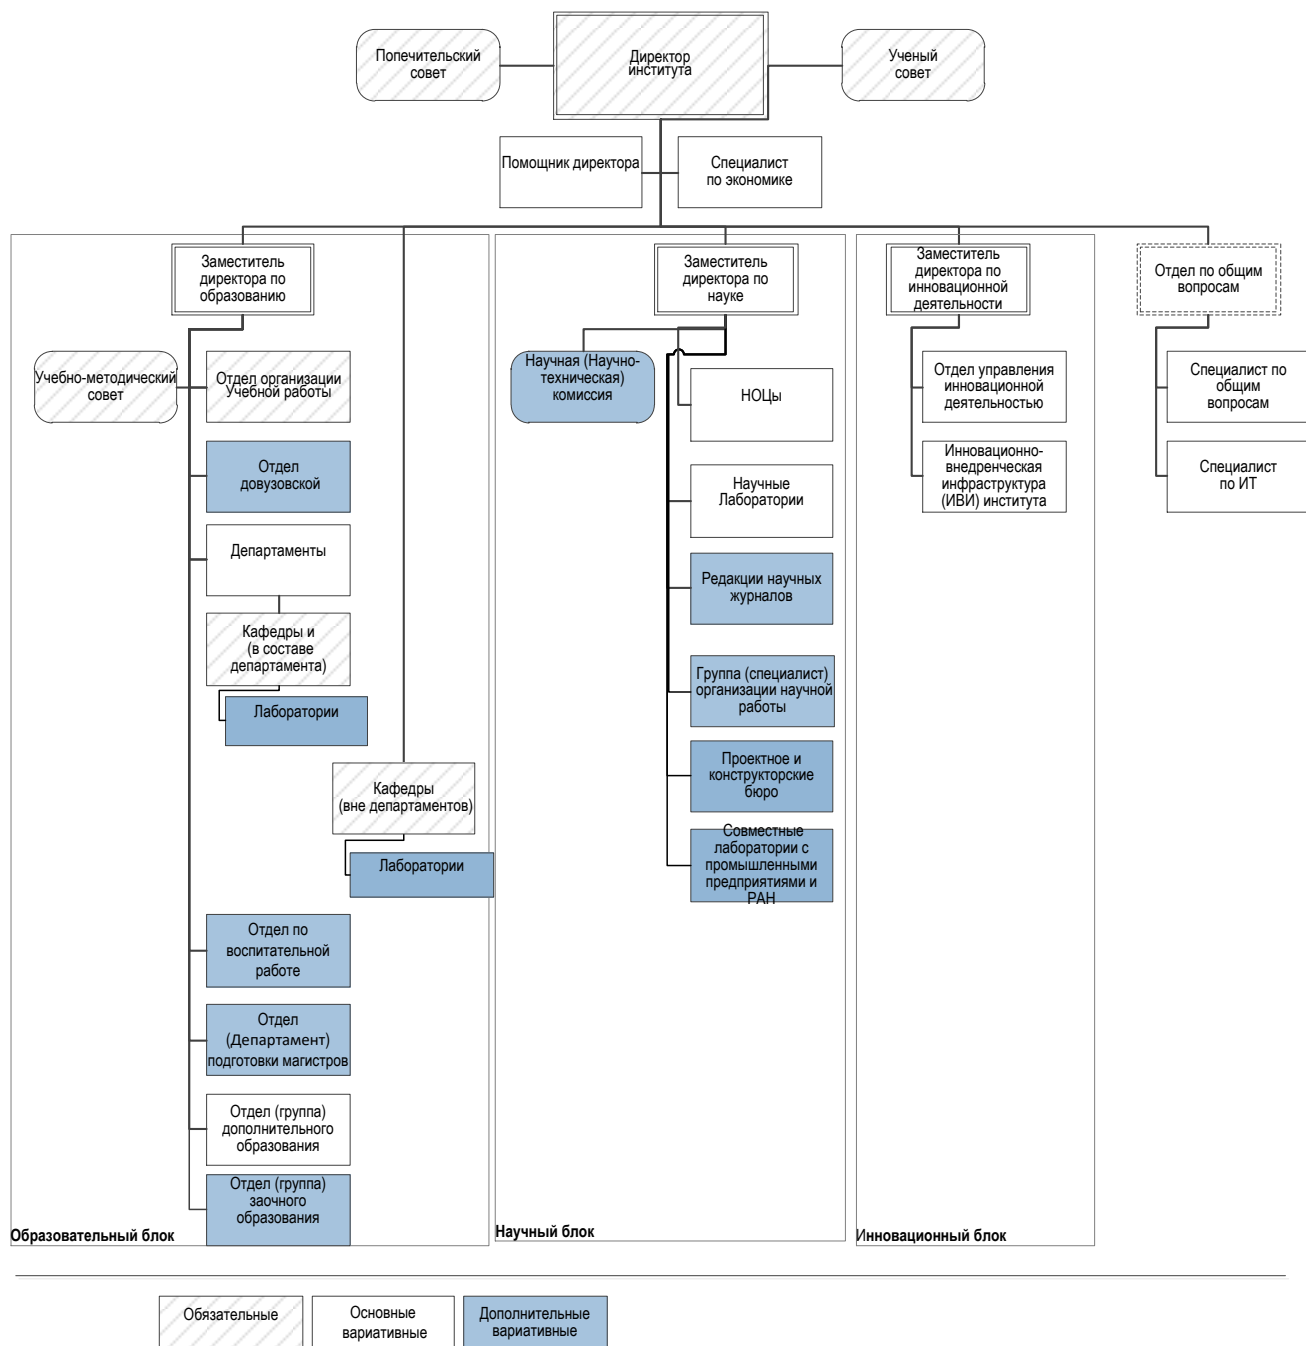 Попечительский
совет
Директор
института
Ученый
совет
Помощник директора
Специалист
по экономике
Заместитель
директора по
образованию
Заместитель
директора по
науке
Заместитель
директора по
инновационной
деятельности
Отдел по общим
вопросам
Учебно-методический
совет
Отдел организации
Учебной работы
Отдел
довузовской
Департаменты
Кафедры и
(в составе
департамента)
Лаборатории
Кафедры
(вне департаментов)
Лаборатории
Отдел по
воспитательной
работе
Отдел
(Департамент)
подготовки магистров
Отдел (группа)
дополнительного
образования
Отдел (группа)
заочного
образования
Образовательный блок
Научная (Научно-
техническая)
комиссия
НОЦы
Научные
Лаборатории
Редакции научных
журналов
Группа (специалист)
организации научной
работы
Проектное и
конструкторские
бюро
Совместные
лаборатории с
промышленными
предприятиями и
РАН
Научный блок
Отдел управления
инновационной
деятельностью
Инновационно-
внедренческая
инфраструктура
(ИВИ) института
Инновационный блок
Специалист по
общим
вопросам
Специалист
по ИТ
Обязательные
Основные
вариативные
Дополнительные
вариативные